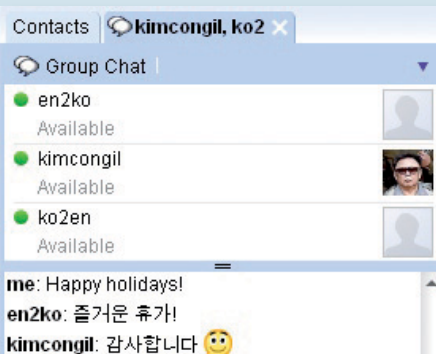 Contacts kimcongil, ko2
Group Chat
en2ko
Available
kimcongil
Available
ko2en
Available
me: Happy holidays!
en2ko: 즐거운 휴가!
kimcongil: 감사합니다